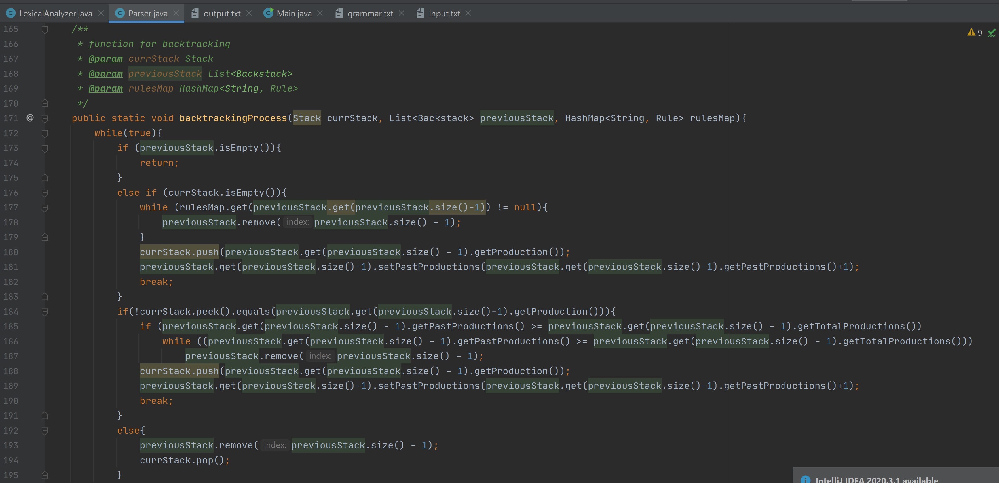 LexicalAnalyzer.java Parser.java output.txt Main.java grammar.txt input.txt
9
165 /**
166 * function for backtracking
167 * @param currStack Stack
168 * @param previousStack List<Backstack>
169 * @param rulesMap HashMap<String, Rule>
170 */
171 @ public static void backtrackingProcess(Stack currStack, List<Backstack> previousStack, HashMap<String, Rule> rulesMap){
172 while(true){
173 if (previousStack.isEmpty()){
174 return;
175 }
176 else if (currStack.isEmpty()){
177 while (rulesMap.get(previousStack.get(previousStack.size()-1)) != null){
178 previousStack.remove( index: previousStack.size() - 1);
179 }
180 currStack.push(previousStack.get(previousStack.size() - 1).getProduction());
181 previousStack.get(previousStack.size()-1).setPastProductions(previousStack.get(previousStack.size()-1).getPastProductions()+1);
182 break;
183 }
184 if(!currStack.peek().equals(previousStack.get(previousStack.size()-1).getProduction())){
185 if (previousStack.get(previousStack.size() - 1).getPastProductions() >= previousStack.get(previousStack.size() - 1).getTotalProductions())
186 while ((previousStack.get(previousStack.size() - 1).getPastProductions() >= previousStack.get(previousStack.size() - 1).getTotalProductions()))
187 previousStack.remove( index: previousStack.size() - 1);
188 currStack.push(previousStack.get(previousStack.size() - 1).getProduction());
189 previousStack.get(previousStack.size()-1).setPastProductions(previousStack.get(previousStack.size()-1).getPastProductions()+1);
190 break;
191 }
192 else{
193 previousStack.remove( index: previousStack.size() - 1);
194 currStack.pop();
195 }
IntelliJ IDEA 2020.3.1 available